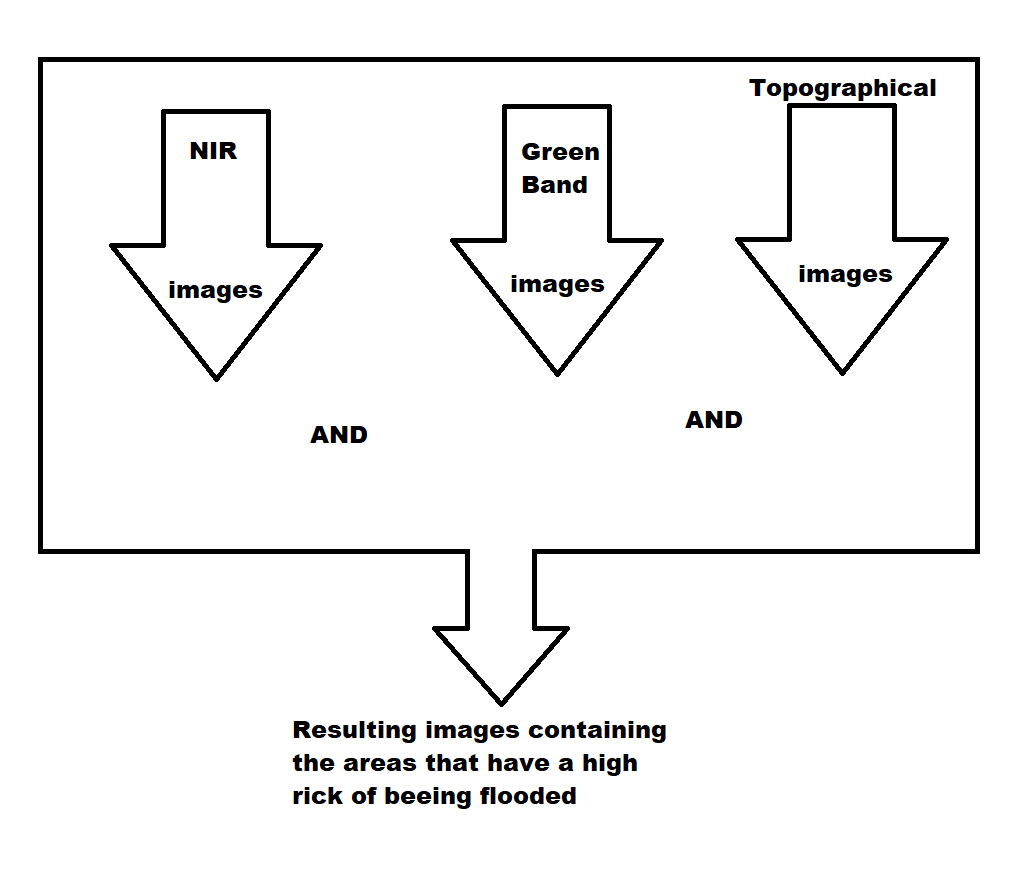 Topographical
NIR
Green
Band
images
images
images
AND
AND
Resulting images containing
the areas that have a high
rick of beeing flooded